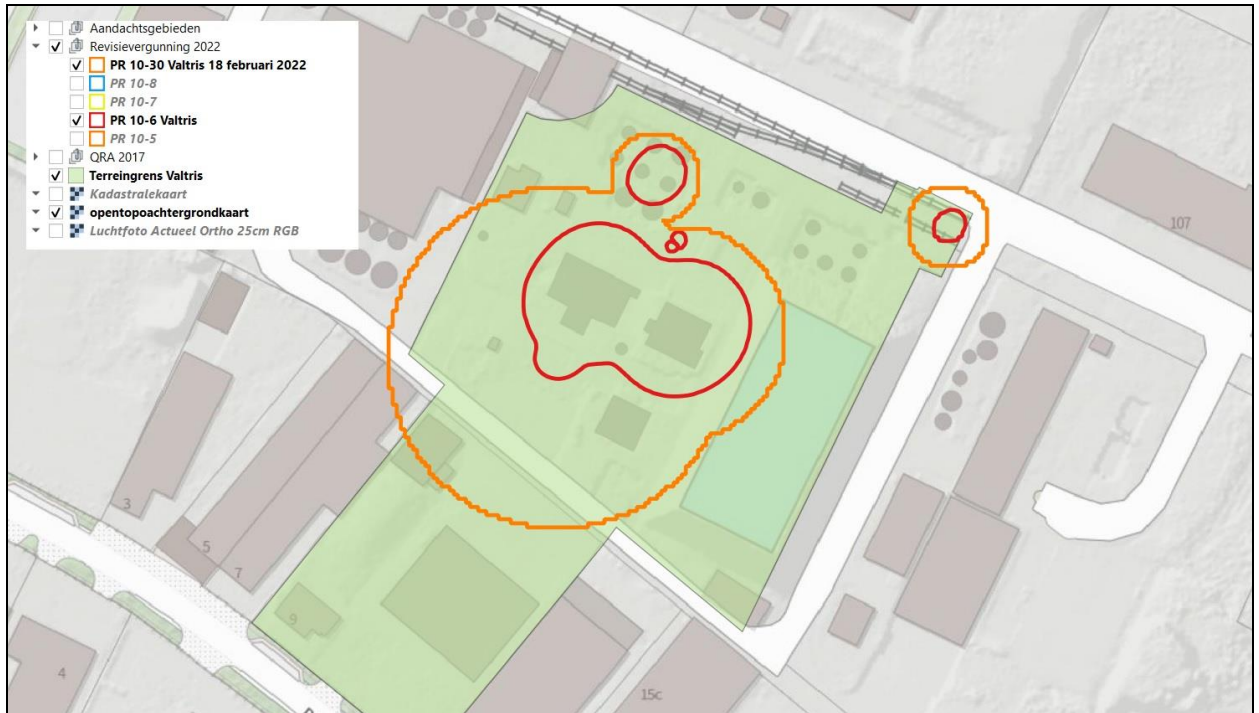 Aandachtsgebieden
Revisievergunning 2022
PR 10-30 Valtris 18 februari 2022
PR 10-8
PR 10-7
PR 10-6 Valtris
PR 10-5
QRA 2017
Terreingrens Valtris
Kadastralekaart
opentopoachtergrondkaart
Luchtfoto Actueel Ortho 25cm RGB
107
3
5
7
9
4
15c